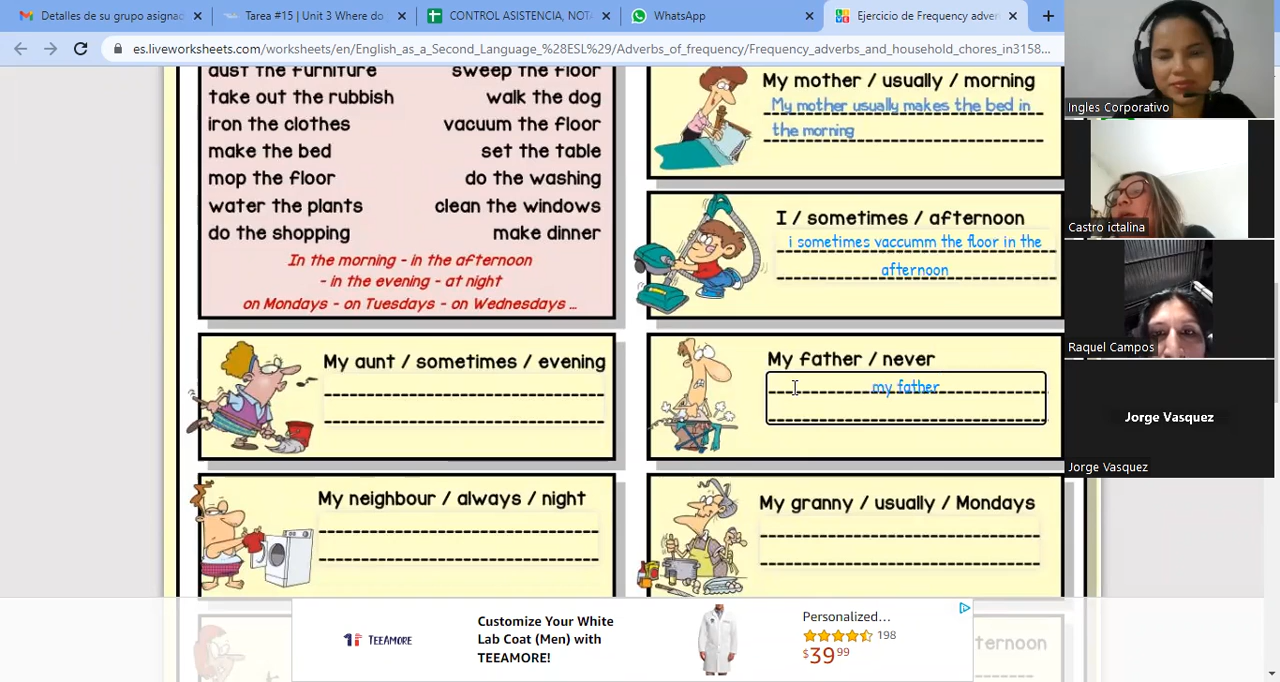 Detalles de su grupo asigna
Tarea #15 | Unit 3 Where do
CONTROL ASISTENCIA, NOTA
WhatsApp
Ejercicio de Frequency adver
es.liveworksheets.com/worksheets/en/English_as_a_Second_Language_%28ESL%29/Adverbs_of_frequency/Frequency_adverbs_and_household_chores_in3158...
dust the furniture sweep the floor
take out the rubbish walk the dog
iron the clothes vacuum the floor
make the bed set the table
mop the floor do the washing
water the plants clean the windows
do the shopping make dinner
In the morning - in the afternoon
- in the evening - at night
on Mondays - on Tuesdays - on Wednesdays ...
My mother / usually / morning
My mother usually makes the bed in
the morning
I / sometimes / afternoon
i sometimes vaccumm the floor in the
afternoon
My aunt / sometimes / evening
My father / never
my father
My neighbour / always / night
My granny / usually / Mondays
ternoon
Customize Your White
Lab Coat (Men) with
TEEAMORE!
TEEAMORE
Personalized...
198
$39.99
Ingles Corporativo
Castro ictalina
Raquel Campos
Jorge Vasquez
Jorge Vasquez